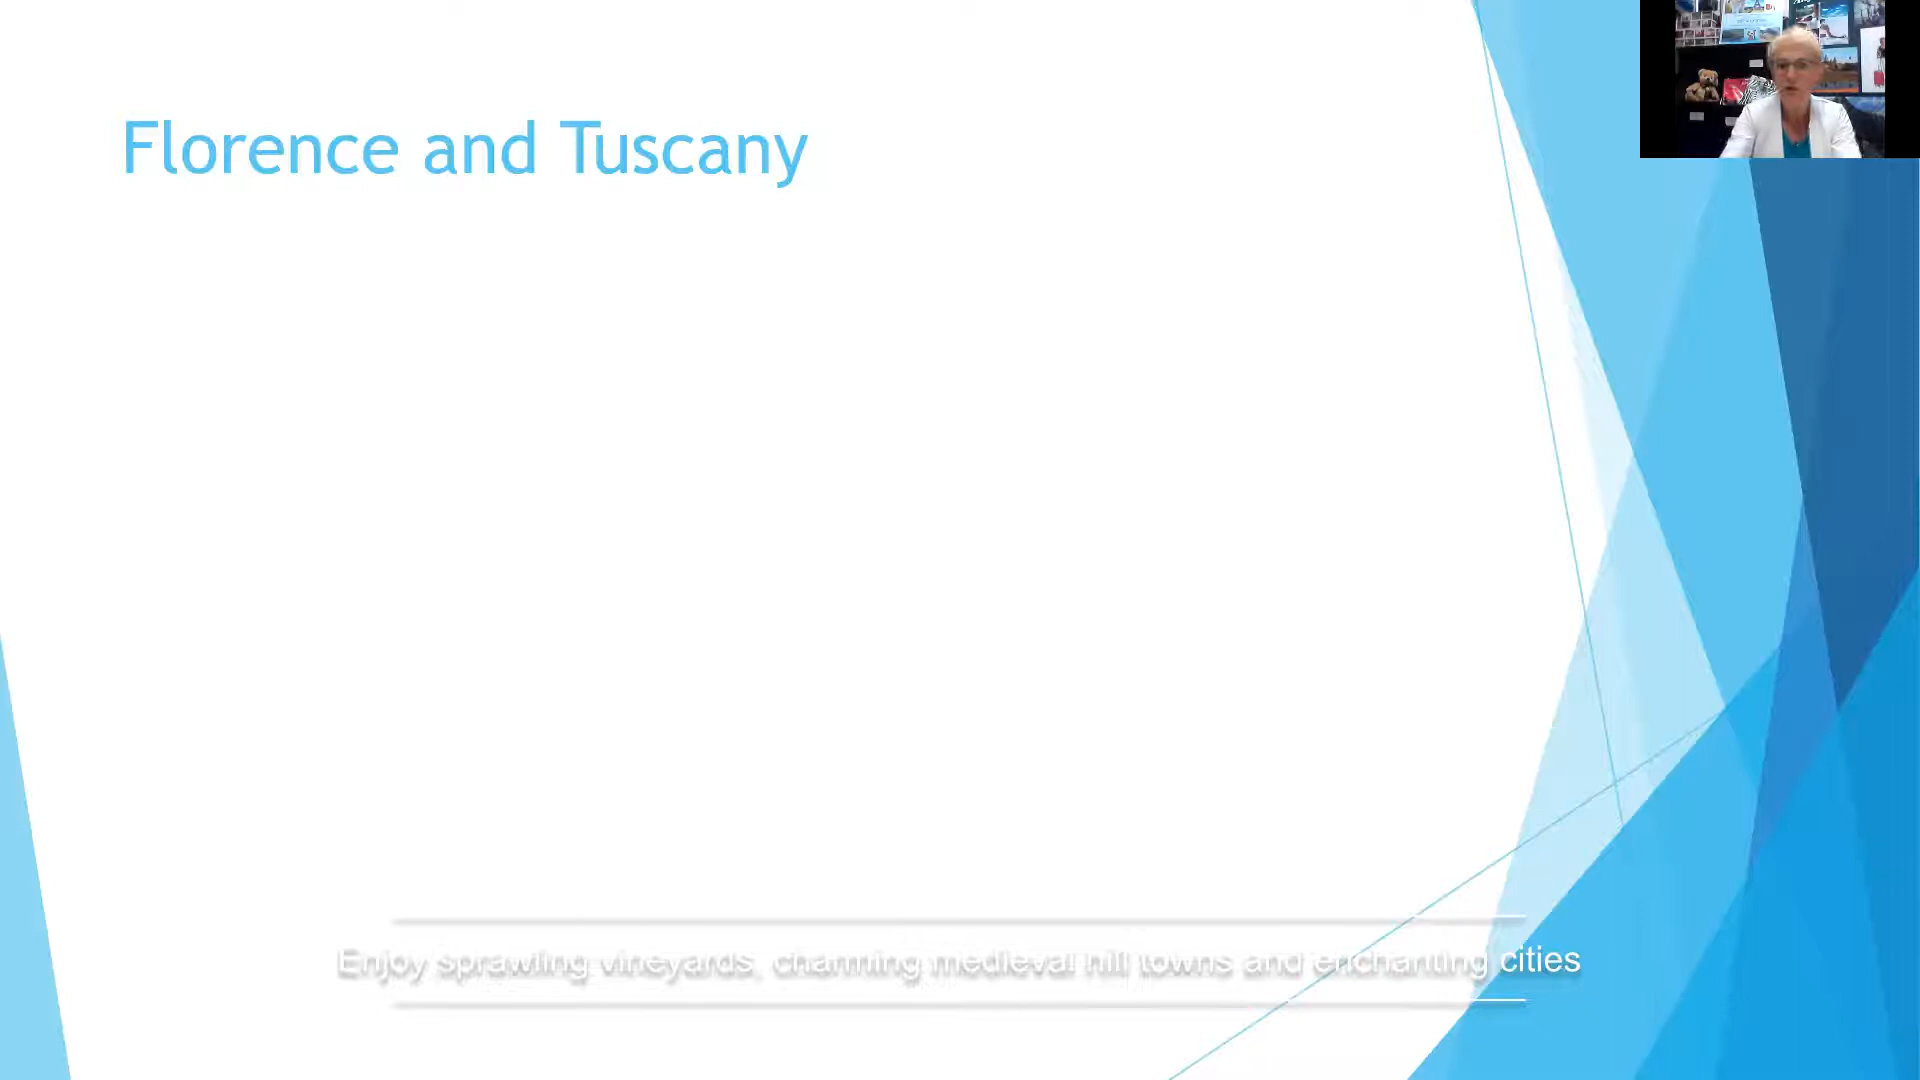 Florence and Tuscany
Enjoy sprawling vineyards, charming medieval hill towns and enchanting cities